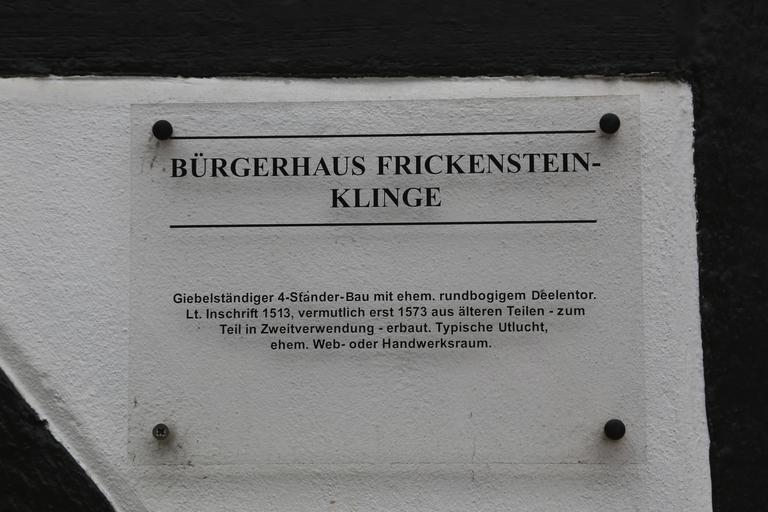 BÜRGERHAUS FRICKENSTEIN-
KLINGE
Giebelständiger 4-Ständer-Bau mit ehem. rundbogigem Deelentor.
Lt. Inschrift 1513, vermutlich erst 1573 aus älteren Teilen - zum
Teil in Zweitverwendung - erbaut. Typische Utlucht,
ehem. Web- oder Handwerksraum.